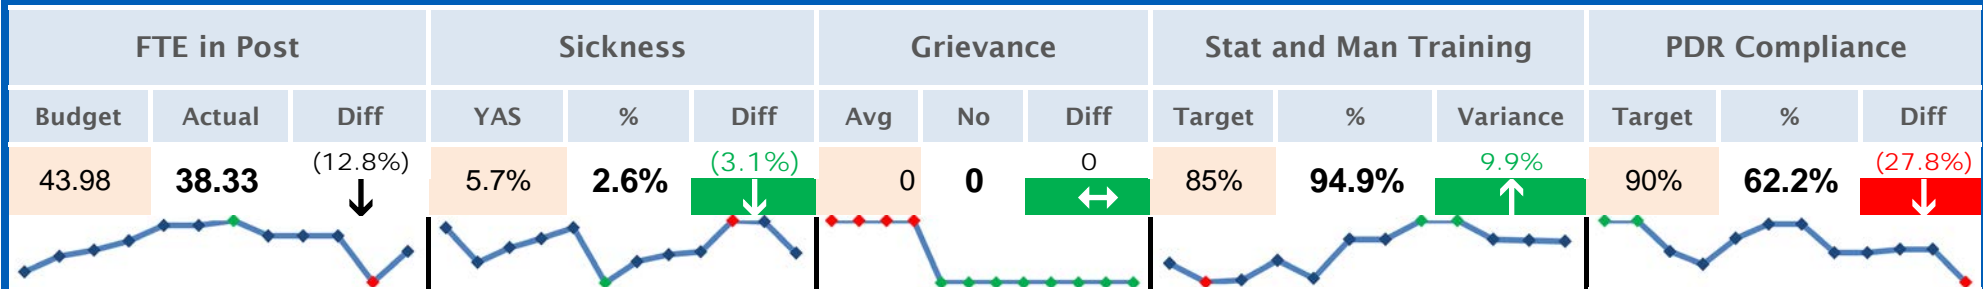 FTE in Post Sickness Grievance Stat and Man Training PDR Compliance
Budget Actual Diff YAS % Diff Avg No Diff Target % Variance Target % Diff
(12.8%) (3.1%) 0 9.9% (27.8%)
43.98 38.33 5.7% 2.6% 0 0 85% 94.9% 90% 62.2%